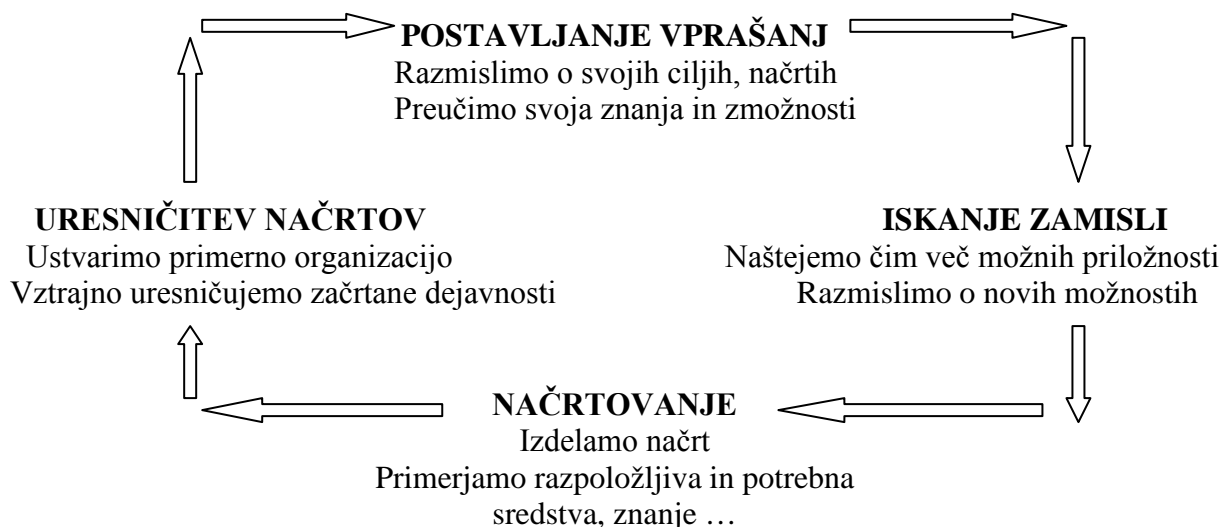 POSTAVLJANJE VPRAŠANJ
Razmislimo o svojih ciljih, načrtih
Preučimo svoja znanja in zmožnosti
URESNIČITEV NAČRTOV
Ustvarimo primerno organizacijo
Vztrajno uresničujemo začrtane dejavnosti
ISKANJE ZAMISLI
Naštejemo čim več možnih priložnosti
Razmislimo o novih možnostih
NAČRTOVANJE
Izdelamo načrt
Primerjamo razpoložljiva in potrebna
sredstva, znanje …